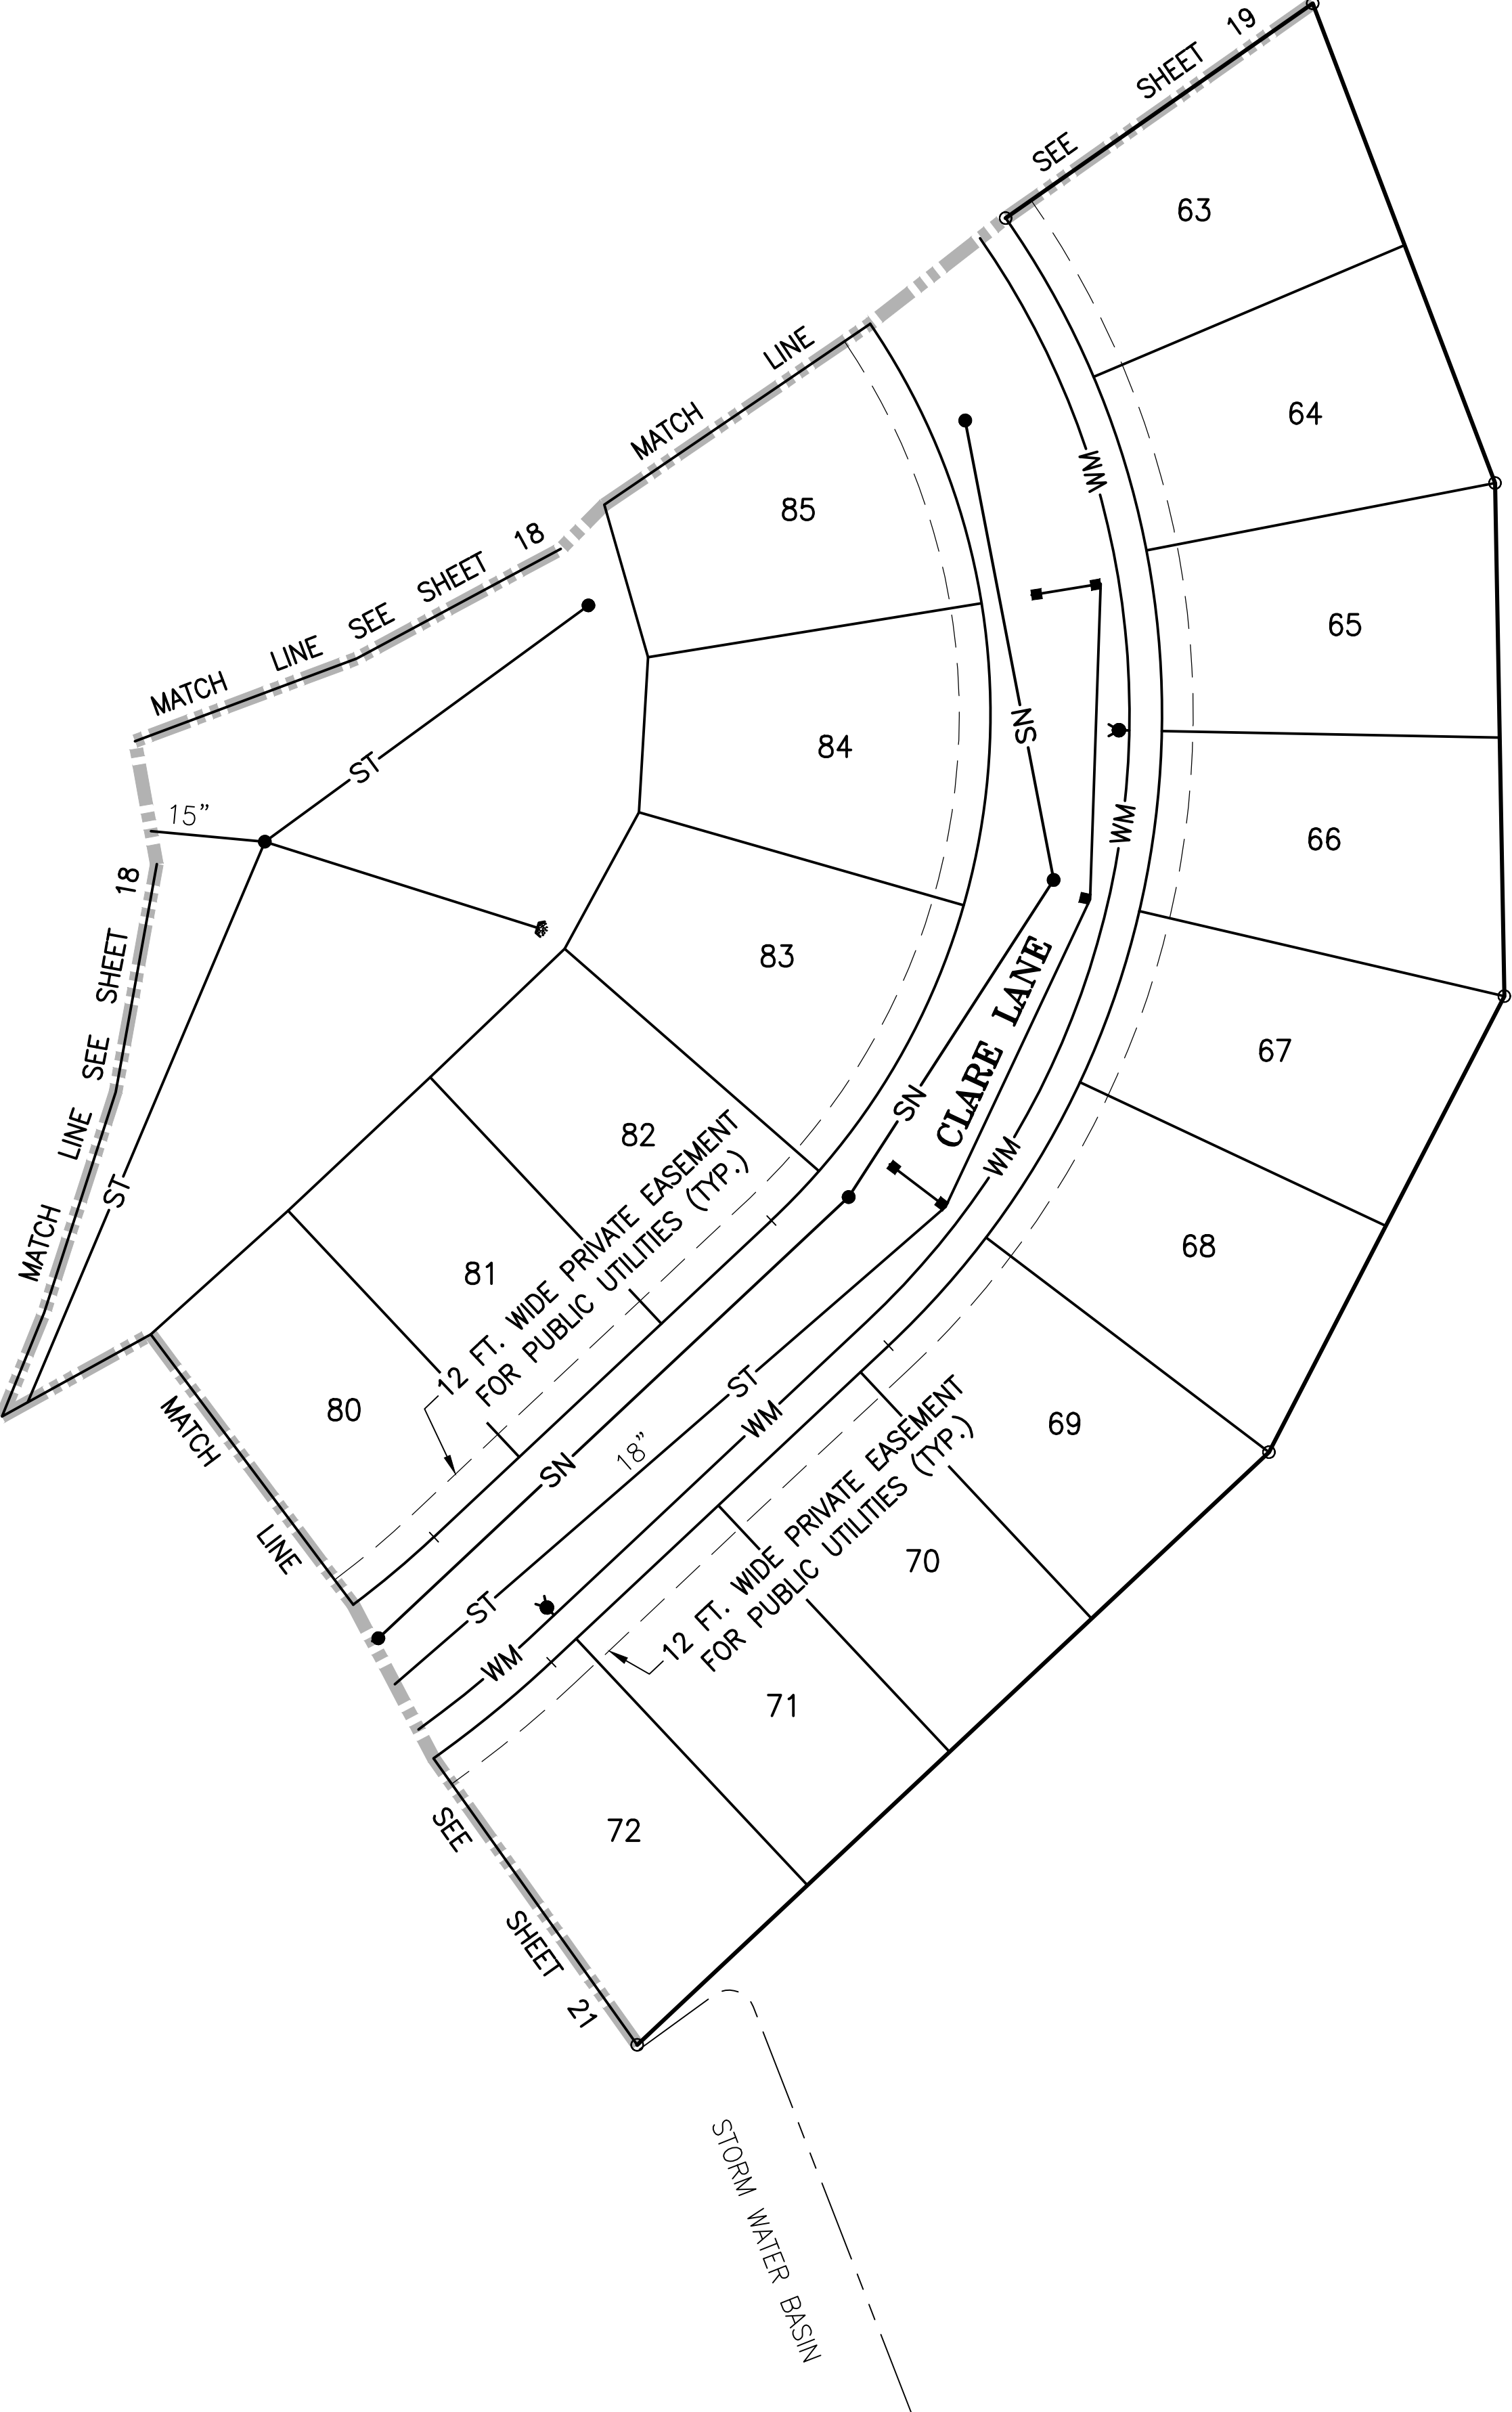 SEE SHEET 19
63
MATCH LINE
64
WM
85
MATCH LINE SEE SHEET 18
65
SN
84
ST
15”
WM
66
MATCH LINE SEE SHEET 18
83
CLARE LANE
67
SN
82
WM
ST
68
81
12 FT. WIDE PRIVATE EASEMENT
FOR PUBLIC UTILITIES (TYP.)
80
ST
WM
69
18”
SN
MATCH LINE
12 FT. WIDE PRIVATE EASEMENT
FOR PUBLIC UTILITIES (TYP.)
70
ST
WM
71
72
SEE SHEET 21
STORM WATER BASIN